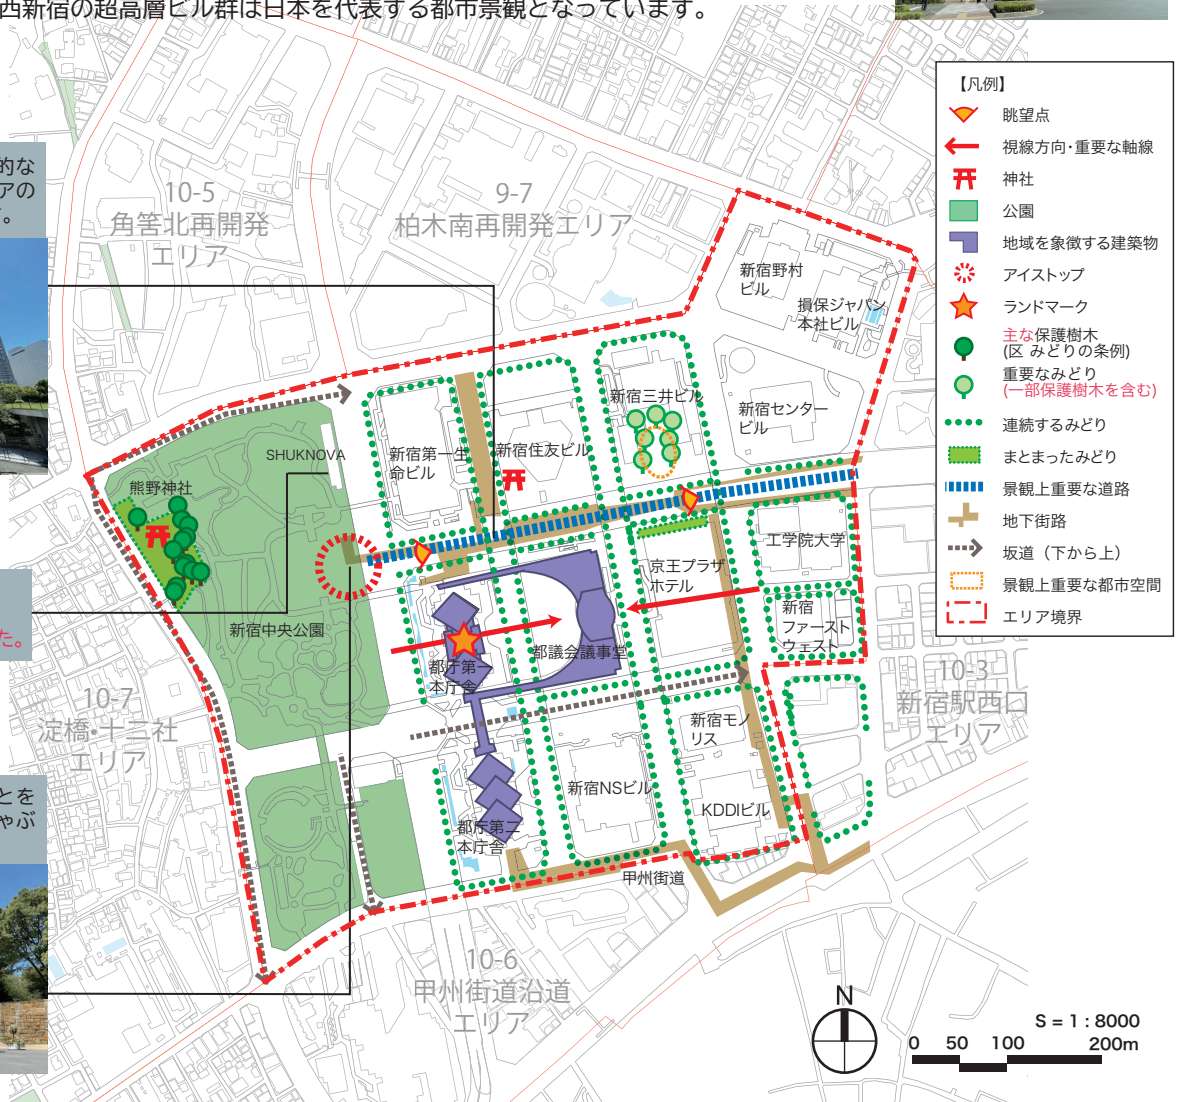 西新宿の超高層ビル群は日本を代表する都市景観となっています。
的な
アの
。
10-5
角筈北再開発
エリア
9-7
柏木南再開発エリア
【凡例】
眺望点
視線方向・重要な軸線
神社
公園
地域を象徴する建築物
アイストップ
ランドマーク
主な保護樹木
(区 みどりの条例)
重要なみどり
(一部保護樹木を含む)
連続するみどり
まとまったみどり
景観上重要な道路
地下街路
坂道（下から上）
景観上重要な都市空間
エリア境界
新宿野村
ビル
損保ジャパン
本社ビル
新宿三井ビル
新宿センター
ビル
SHUKNOVA
新宿第一生
命ビル
新宿住友ビル
熊野神社
工学院大学
京王プラザ
ホテル
新宿
ファースト
ウェスト
新宿中央公園
都議会議事堂
都庁第一
本庁舎
た。
10-7
淀橋・十二社
エリア
10-3
新宿駅西口
エリア
新宿モノ
リス
新宿NSビル
KDDIビル
とを
ゃぶ
都庁第二
本庁舎
甲州街道
10-6
甲州街道沿道
エリア
N
S = 1 : 8000
0 50 100 200m